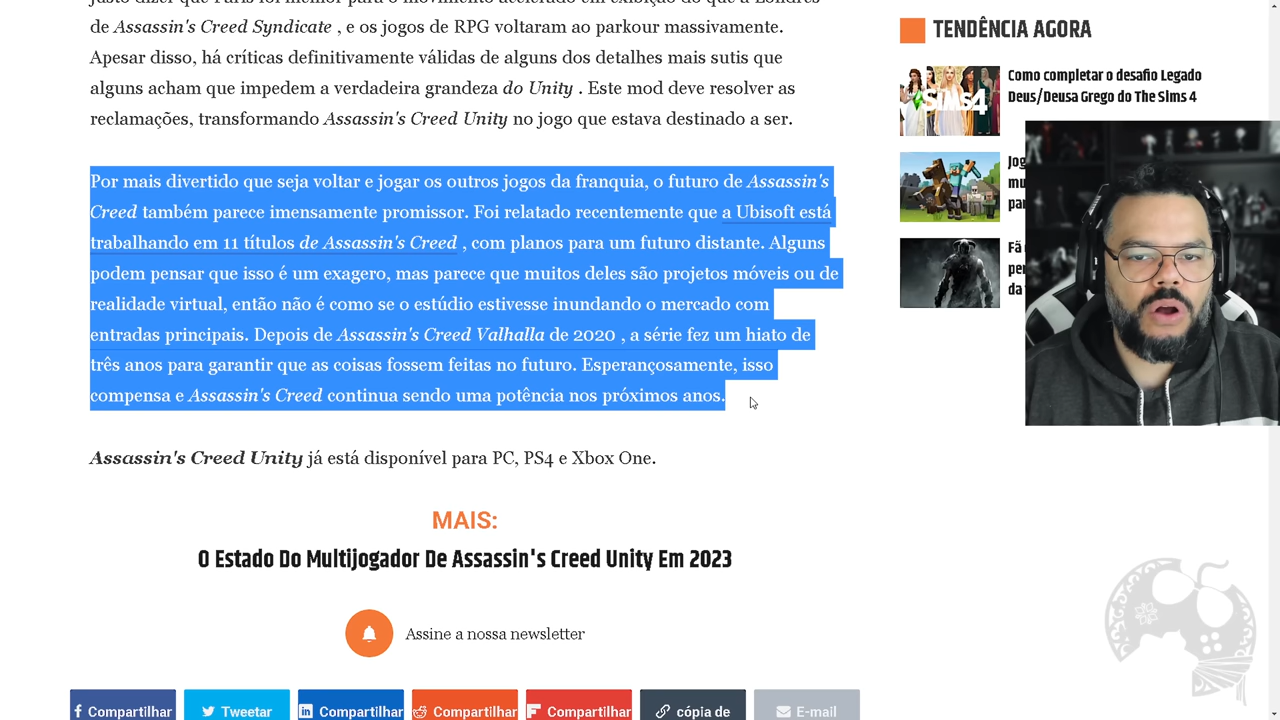 justo dizer que Paris foi melhor para o movimento acelerado em exibição do que a Londres
de Assassin's Creed Syndicate , e os jogos de RPG voltaram ao parkour massivamente.
Apesar disso, há críticas definitivamente válidas de alguns dos detalhes mais sutis que
alguns acham que impedem a verdadeira grandeza do Unity . Este mod deve resolver as
reclamações, transformando Assassin's Creed Unity no jogo que estava destinado a ser.
Por mais divertido que seja voltar e jogar os outros jogos da franquia, o futuro de Assassin's
Creed também parece imensamente promissor. Foi relatado recentemente que a Ubisoft está
trabalhando em 11 títulos de Assassin's Creed , com planos para um futuro distante. Alguns
podem pensar que isso é um exagero, mas parece que muitos deles são projetos móveis ou de
realidade virtual, então não é como se o estúdio estivesse inundando o mercado com
entradas principais. Depois de Assassin's Creed Valhalla de 2020 , a série fez um hiato de
três anos para garantir que as coisas fossem feitas no futuro. Esperançosamente, isso
compensa e Assassin's Creed continua sendo uma potência nos próximos anos.
Assassin's Creed Unity já está disponível para PC, PS4 e Xbox One.
MAIS:
O Estado Do Multijogador De Assassin's Creed Unity Em 2023
Assine a nossa newsletter
Compartilhar
Tweetar
Compartilhar
Compartilhar
Compartilhar
cópia de
E-mail
TENDÊNCIA AGORA
SIMS4
Como completar o desafio Legado
Deus/Deusa Grego do The Sims 4
Fã